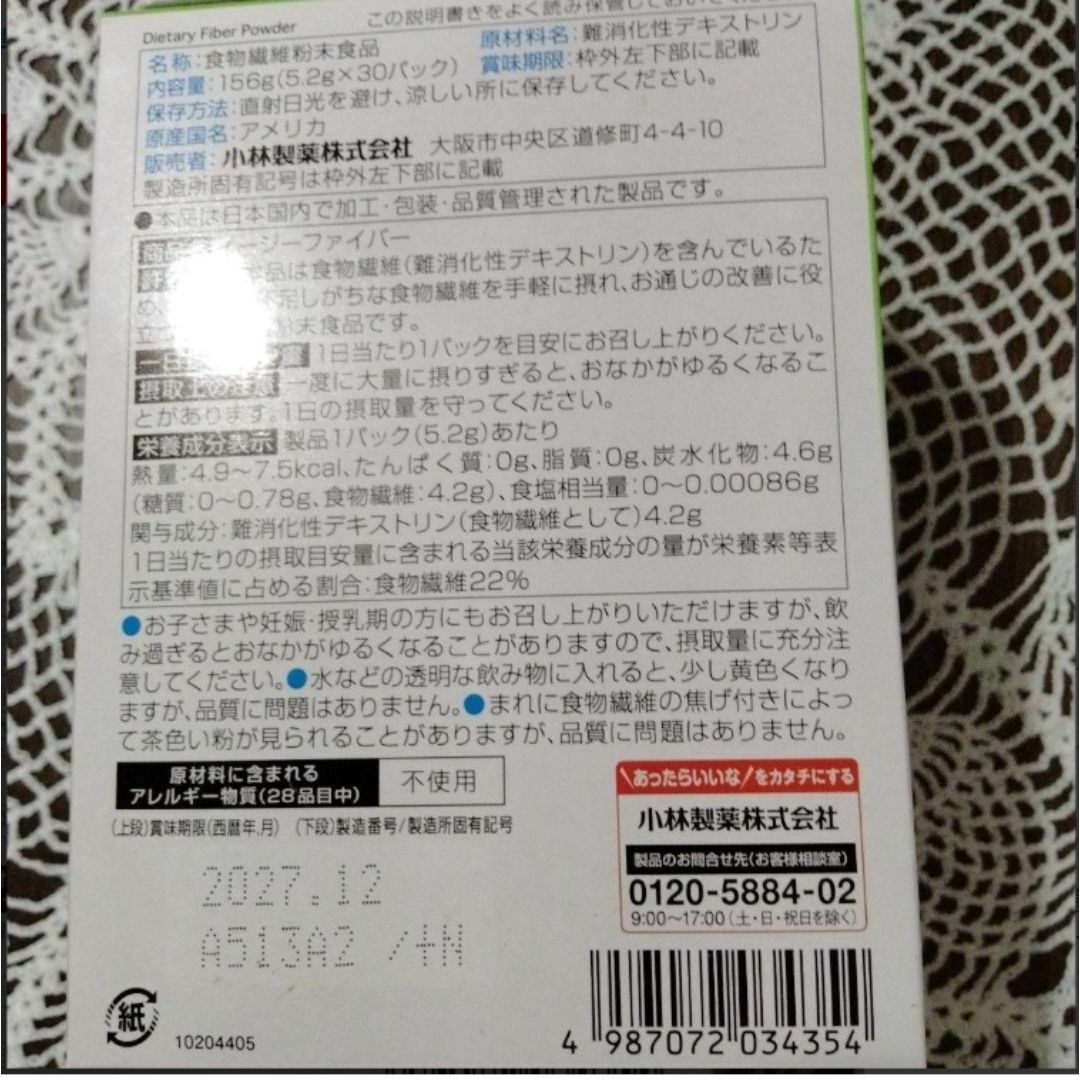 Dietary Fiber Powder
この説明書きをよく読み保管しておいてくだ
名称:食物繊維粉末食品 原材料名:難消化性デキストリン
内容量:156g(5.2g×30パック) 賞味期限:枠外左下部に記載
保存方法:直射日光を避け、涼しい所に保存してください。
原産国名:アメリカ
販売者:小林製薬株式会社 大阪市中央区道修町4-4-10
製造所固有記号は枠外左下部に記載
●本品は日本国内で加工・包装・品質管理された製品です。
イージーファイバー
本品は食物繊維(難消化性デキストリン)を含んでいるた
め、不足しがちな食物繊維を手軽に摂れ、お通じの改善に役
立つ 粉末食品です。
一日 1日当たり1パックを目安にお召し上がりください。
摂取上の注意 一度に大量に摂りすぎると、おなかがゆるくなるこ
とがあります。1日の摂取量を守ってください。
栄養成分表示 製品1パック(5.2g)あたり
熱量:4.9〜7.5kcal、たんぱく質:0g、脂質:0g、炭水化物:4.6g
(糖質:0〜0.78g、食物繊維:4.2g)、食塩相当量:0〜0.00086g
関与成分:難消化性デキストリン(食物繊維として)4.2g
1日当たりの摂取目安量に含まれる当該栄養成分の量が栄養素等表
示基準値に占める割合:食物繊維22%
●お子さまや妊娠・授乳期の方にもお召し上がりいただけますが、飲
み過ぎるとおなかがゆるくなることがありますので、摂取量に充分注
意してください。●水などの透明な飲み物に入れると、少し黄色くなり
ますが、品質に問題はありません。●まれに食物繊維の焦げ付きによっ
て茶色い粉が見られることがありますが、品質に問題はありません。
原材料に含まれる
アレルギー物質(28品目中) 不使用
(上段)賞味期限(西暦年.月) (下段)製造番号/製造所固有記号
2027.12
A513A2 /+N
紙
10204405
\あったらいいな/をカタチにする
小林製薬株式会社
製品のお問合せ先(お客様相談室)
0120-5884-02
9:00〜17:00(土・日・祝日を除く)
4 987072 034354